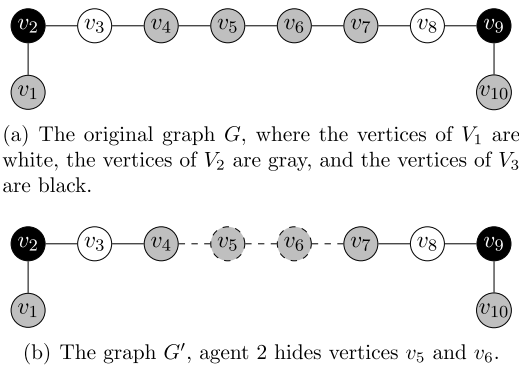 v₂ v₃ v₄ v₅ v₆ v₇ v₈ v₉
v₁ v₁₀
(a) The original graph G, where the vertices of V₁ are
white, the vertices of V₂ are gray, and the vertices of V₃
are black.
v₂ v₃ v₄ v₅ v₆ v₇ v₈ v₉
v₁ v₁₀
(b) The graph G′, agent 2 hides vertices v₅ and v₆.